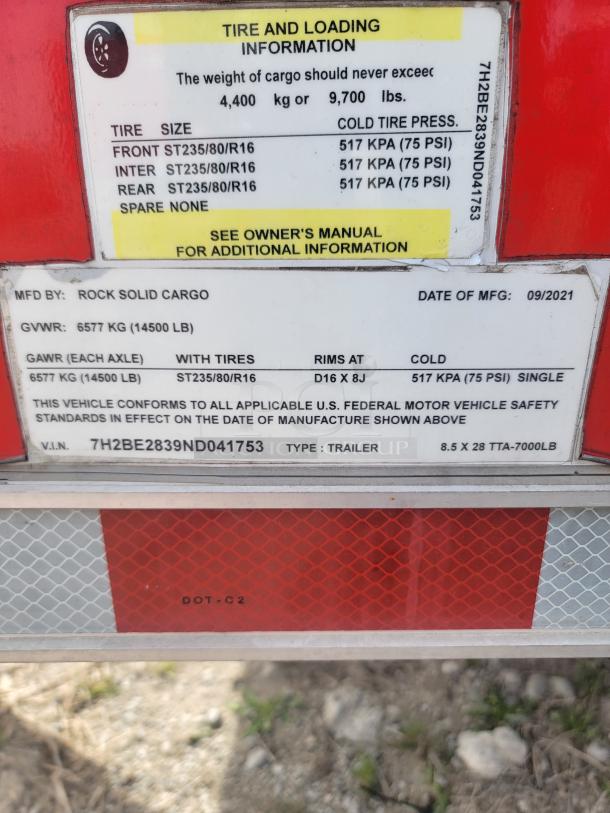 TIRE AND LOADING
INFORMATION
The weight of cargo should never exceed
4,400 kg or 9,700 lbs.
TIRE SIZE COLD TIRE PRESS.
FRONT ST235/80/R16 517 KPA (75 PSI)
INTER ST235/80/R16 517 KPA (75 PSI)
REAR ST235/80/R16 517 KPA (75 PSI)
SPARE NONE
SEE OWNER'S MANUAL
FOR ADDITIONAL INFORMATION
7H2BE2839ND041753
MFD BY: ROCK SOLID CARGO DATE OF MFG: 09/2021
GVWR: 6577 KG (14500 LB)
GAWR (EACH AXLE) WITH TIRES RIMS AT COLD
6577 KG (14500 LB) ST235/80/R16 D16 X 8J 517 KPA (75 PSI) SINGLE
THIS VEHICLE CONFORMS TO ALL APPLICABLE U.S. FEDERAL MOTOR VEHICLE SAFETY
STANDARDS IN EFFECT ON THE DATE OF MANUFACTURE SHOWN ABOVE
V.I.N. 7H2BE2839ND041753 TYPE : TRAILER 8.5 X 28 TTA-7000LB
DOT-C2